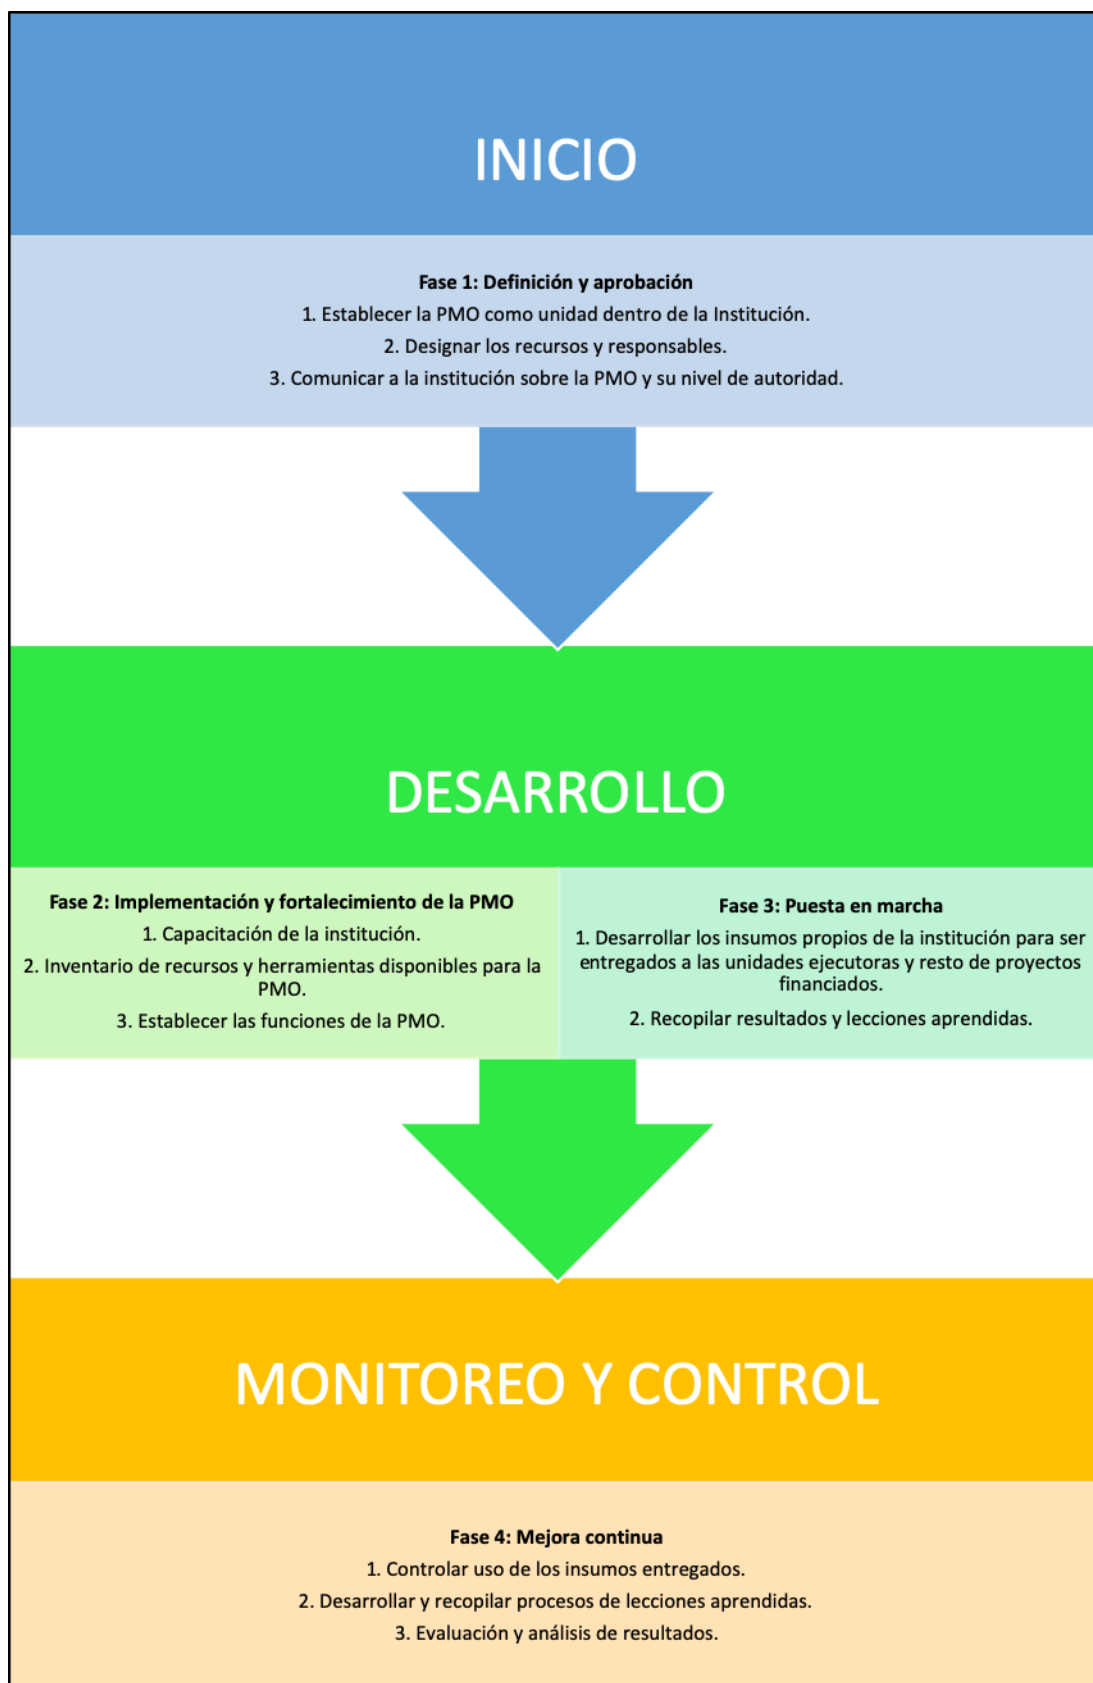 INICIO
Fase 1: Definición y aprobación
1. Establecer la PMO como unidad dentro de la Institución.
2. Designar los recursos y responsables.
3. Comunicar a la institución sobre la PMO y su nivel de autoridad.
DESARROLLO
Fase 2: Implementación y fortalecimiento de la PMO
1. Capacitación de la institución.
2. Inventario de recursos y herramientas disponibles para la
PMO.
3. Establecer las funciones de la PMO.
Fase 3: Puesta en marcha
1. Desarrollar los insumos propios de la institución para ser
entregados a las unidades ejecutoras y resto de proyectos
financiados.
2. Recopilar resultados y lecciones aprendidas.
MONITOREO Y CONTROL
Fase 4: Mejora continua
1. Controlar uso de los insumos entregados.
2. Desarrollar y recopilar procesos de lecciones aprendidas.
3. Evaluación y análisis de resultados.